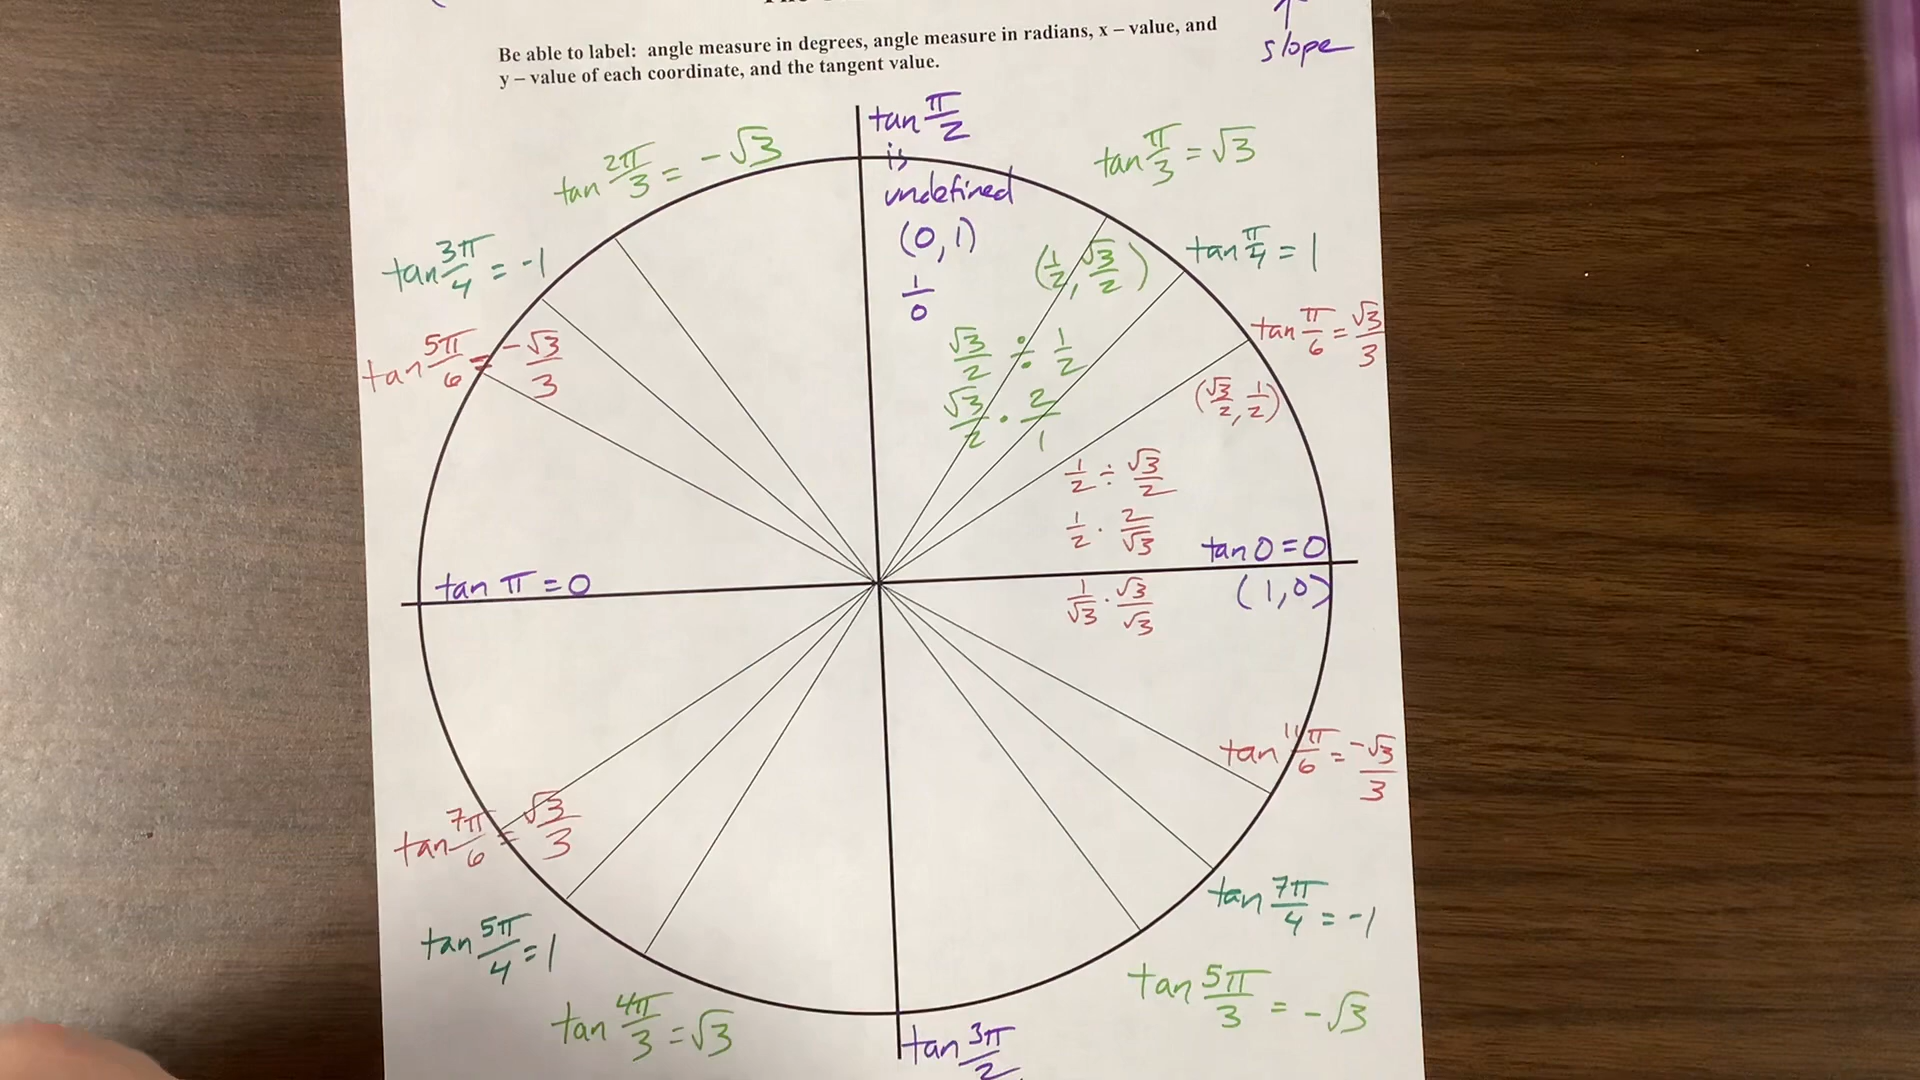 slope
Be able to label: angle measure in degrees, angle measure in radians, x – value, and
y – value of each coordinate, and the tangent value.
tan π/2
is
undefined
(0,1)
1/0
tan 2π/3 = -√3
tan π/3 = √3
tan 3π/4 = -1
tan π/4 = 1
(1/2, √3/2)
tan 5π/6 = -√3/3
tan π/6 = √3/3
√3/2 ÷ 1/2
√3/2 · 2/1
(√3/2, 1/2)
1/2 ÷ √3/2
1/2 · 2/√3
tan 0 = 0
tan π = 0
1/√3 · √3/√3
(1,0)
tan 11π/6 = -√3/3
tan 7π/6 = √3/3
tan 7π/4 = -1
tan 5π/4 = 1
tan 5π/3 = -√3
tan 4π/3 = √3
tan 3π/2